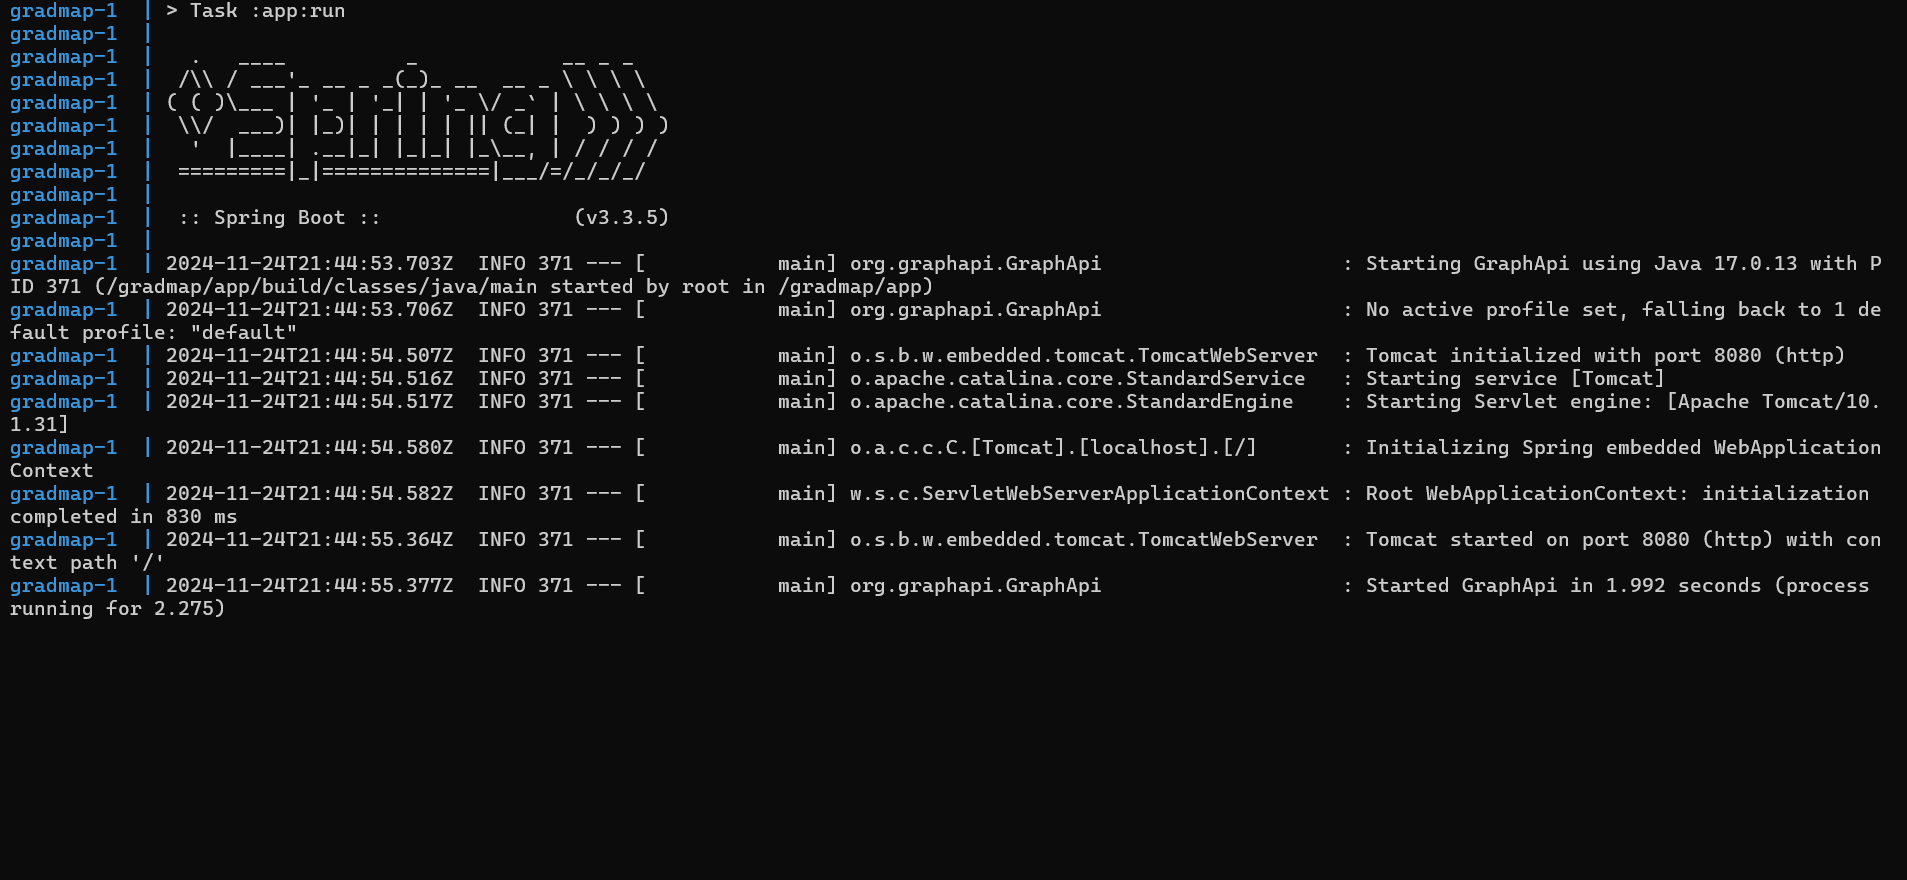 gradmap-1  | > Task :app:run
gradmap-1  |
gradmap-1  |   .   ____          _            __ _ _
gradmap-1  |  /\\ / ___'_ __ _ _(_)_ __  __ _ \ \ \ \
gradmap-1  | ( ( )\___ | '_ | '_| | '_ \/ _` | \ \ \ \
gradmap-1  |  \\/  ___)| |_)| | | | | || (_| |  ) ) ) )
gradmap-1  |   '  |____| .__|_| |_|_| |_\__, | / / / /
gradmap-1  |  =========|_|==============|___/=/_/_/_/
gradmap-1  |
gradmap-1  |  :: Spring Boot ::                (v3.3.5)
gradmap-1  |
gradmap-1  | 2024-11-24T21:44:53.703Z  INFO 371 --- [           main] org.graphapi.GraphApi                    : Starting GraphApi using Java 17.0.13 with P
ID 371 (/gradmap/app/build/classes/java/main started by root in /gradmap/app)
gradmap-1  | 2024-11-24T21:44:53.706Z  INFO 371 --- [           main] org.graphapi.GraphApi                    : No active profile set, falling back to 1 de
fault profile: "default"
gradmap-1  | 2024-11-24T21:44:54.507Z  INFO 371 --- [           main] o.s.b.w.embedded.tomcat.TomcatWebServer  : Tomcat initialized with port 8080 (http)
gradmap-1  | 2024-11-24T21:44:54.516Z  INFO 371 --- [           main] o.apache.catalina.core.StandardService   : Starting service [Tomcat]
gradmap-1  | 2024-11-24T21:44:54.517Z  INFO 371 --- [           main] o.apache.catalina.core.StandardEngine    : Starting Servlet engine: [Apache Tomcat/10.
1.31]
gradmap-1  | 2024-11-24T21:44:54.580Z  INFO 371 --- [           main] o.a.c.c.C.[Tomcat].[localhost].[/]       : Initializing Spring embedded WebApplication
Context
gradmap-1  | 2024-11-24T21:44:54.582Z  INFO 371 --- [           main] w.s.c.ServletWebServerApplicationContext : Root WebApplicationContext: initialization
completed in 830 ms
gradmap-1  | 2024-11-24T21:44:55.364Z  INFO 371 --- [           main] o.s.b.w.embedded.tomcat.TomcatWebServer  : Tomcat started on port 8080 (http) with con
text path '/'
gradmap-1  | 2024-11-24T21:44:55.377Z  INFO 371 --- [           main] org.graphapi.GraphApi                    : Started GraphApi in 1.992 seconds (process
running for 2.275)